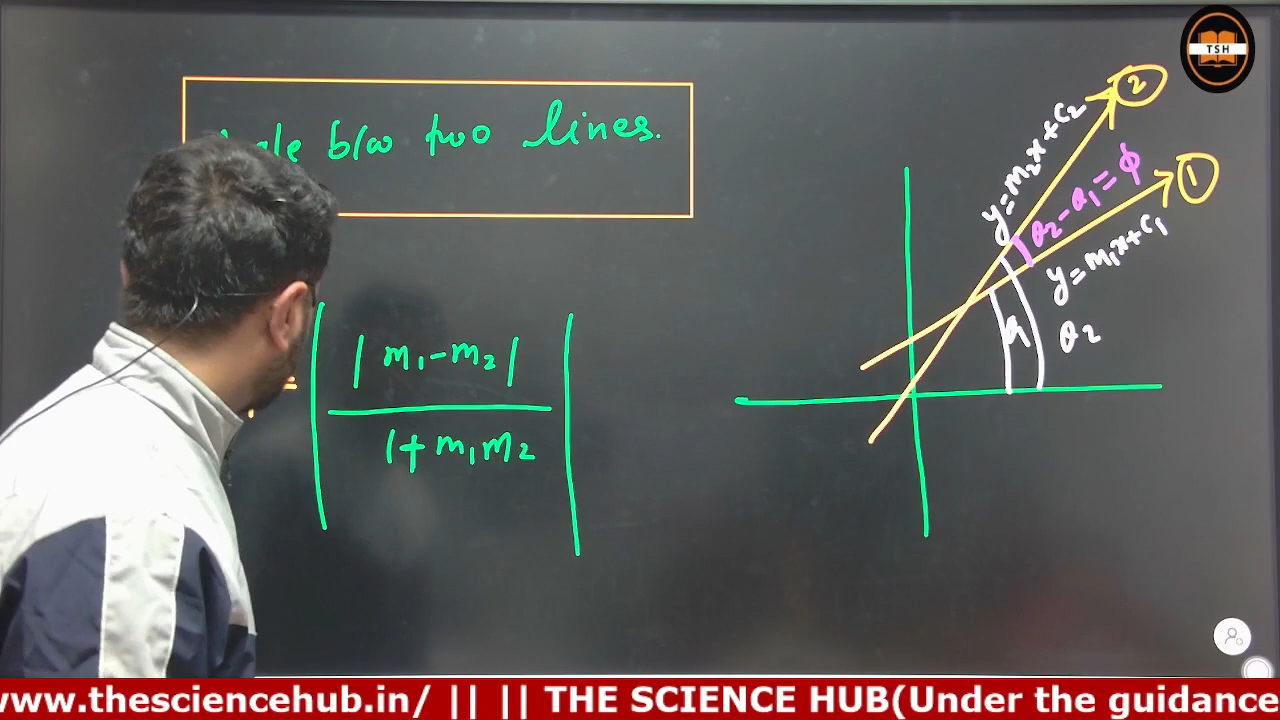 b/w two lines.
=
| m₁-m₂ |
1+m₁m₂
TSH
②
①
y=m₂x+c₂
θ₂-θ₁=ϕ
y=m₁x+c₁
θ₁
θ₂
www.thesciencehub.in/ || || THE SCIENCE HUB(Under the guidance